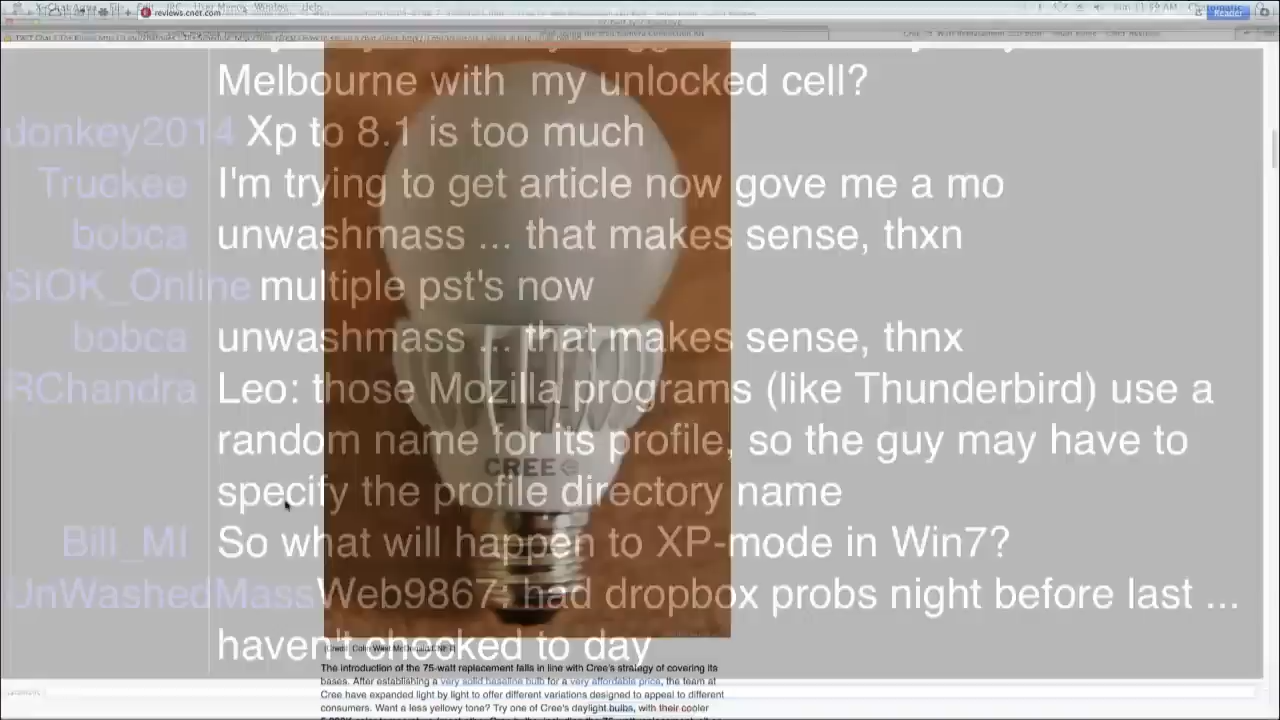 reviews.cnet.com
Reader
Melbourne with my unlocked cell?
donkey2014 Xp to 8.1 is too much
Truckee I'm trying to get article now gove me a mo
bobca unwashmass ... that makes sense, thxn
SIOK_Online multiple pst's now
bobca unwashmass ... that makes sense, thnx
RChandra Leo: those Mozilla programs (like Thunderbird) use a
random name for its profile, so the guy may have to
CREE
specify the profile directory name
Bill_MI So what will happen to XP-mode in Win7?
UnWashedMass Web9867: had dropbox probs night before last ...
haven't checked to day
The introduction of the 75-watt replacement falls in line with Cree's strategy of covering its
bases. After establishing a very solid baseline bulb for a very affordable price, the team at
Cree have expanded light by light to offer different variations designed to appeal to different
consumers. Want a less yellowy tone? Try one of Cree's daylight bulbs, with their cooler